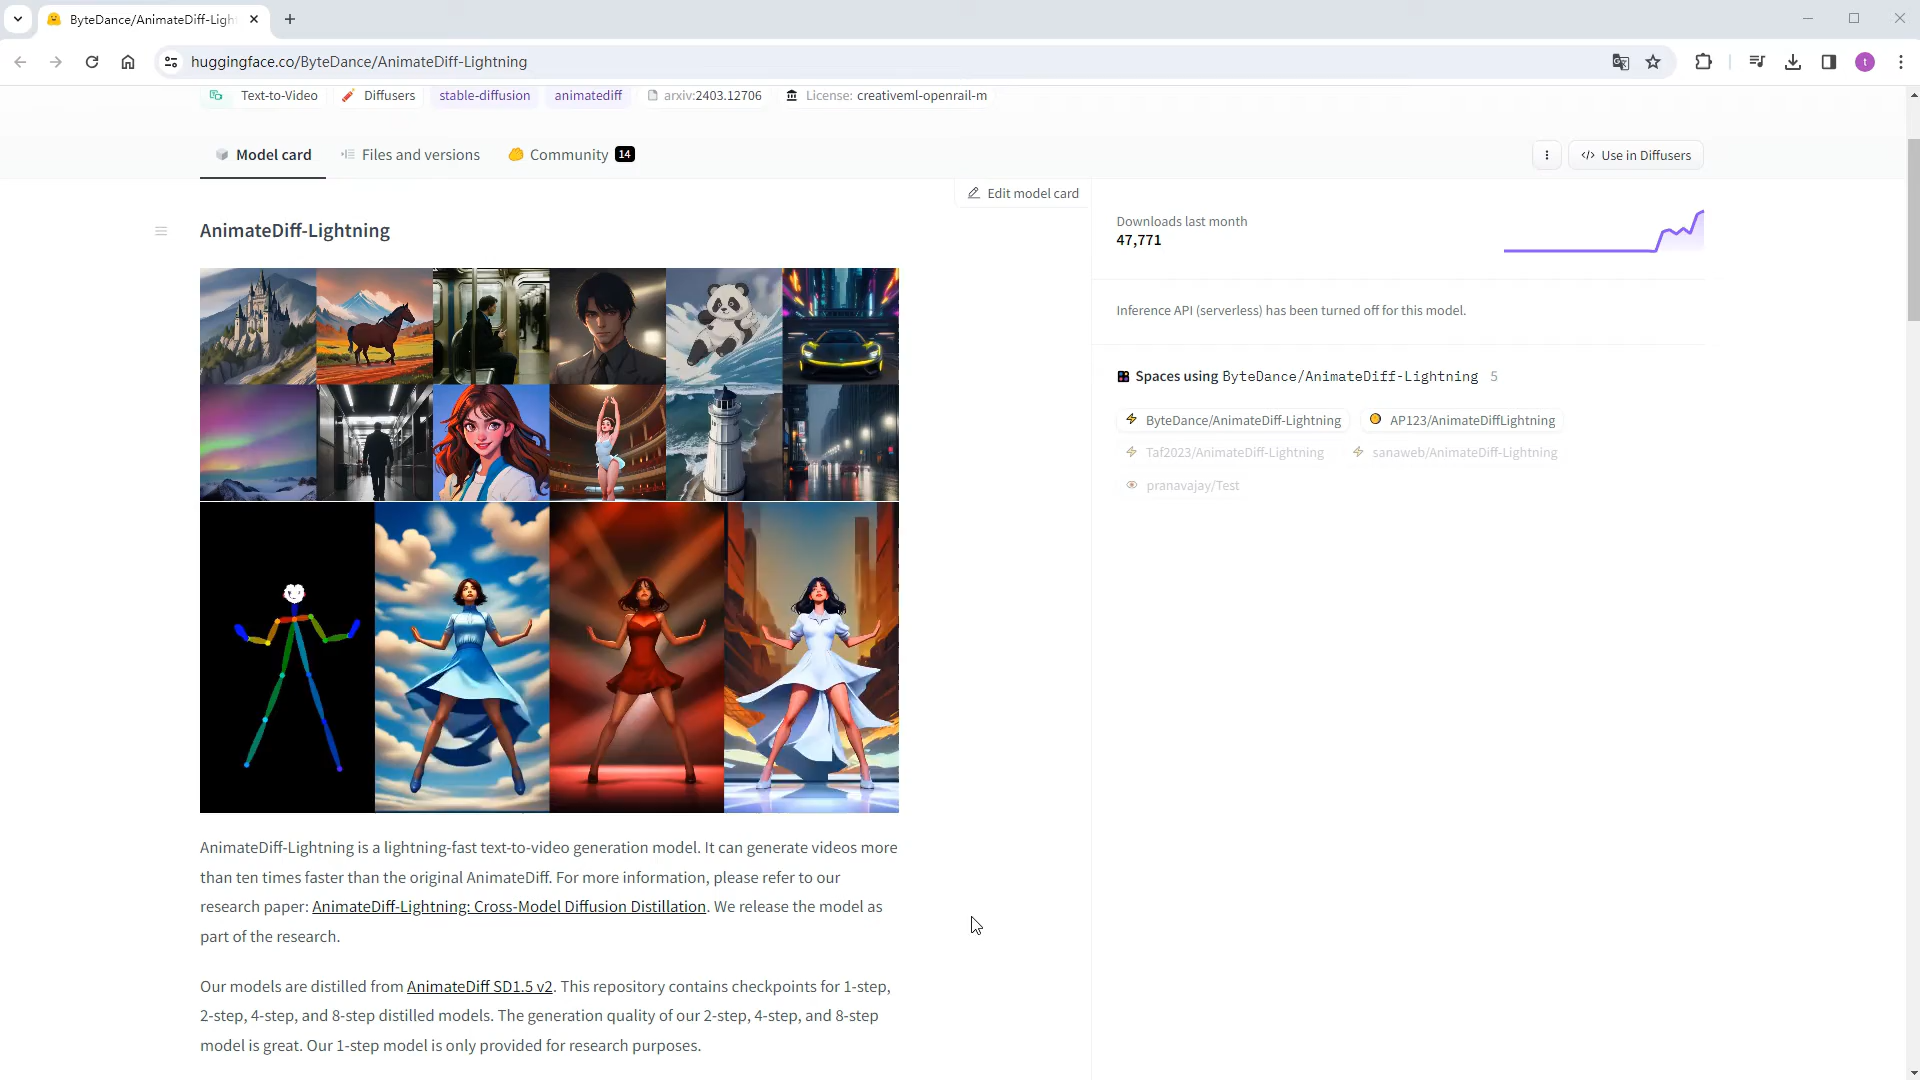 ByteDance/AnimateDiff-Ligh
huggingface.co/ByteDance/AnimateDiff-Lightning
t
Text-to-Video Diffusers stable-diffusion animatediff arxiv:2403.12706 License: creativeml-openrail-m
Model card Files and versions Community 14
Use in Diffusers
Edit model card
AnimateDiff-Lightning
AnimateDiff-Lightning is a lightning-fast text-to-video generation model. It can generate videos more
than ten times faster than the original AnimateDiff. For more information, please refer to our
research paper: AnimateDiff-Lightning: Cross-Model Diffusion Distillation. We release the model as
part of the research.
Our models are distilled from AnimateDiff SD1.5 v2. This repository contains checkpoints for 1-step,
2-step, 4-step, and 8-step distilled models. The generation quality of our 2-step, 4-step, and 8-step
model is great. Our 1-step model is only provided for research purposes.
Downloads last month
47,771
Inference API (serverless) has been turned off for this model.
Spaces using ByteDance/AnimateDiff-Lightning 5
ByteDance/AnimateDiff-Lightning AP123/AnimateDiffLightning
Taf2023/AnimateDiff-Lightning sanaweb/AnimateDiff-Lightning
pranavajay/Test